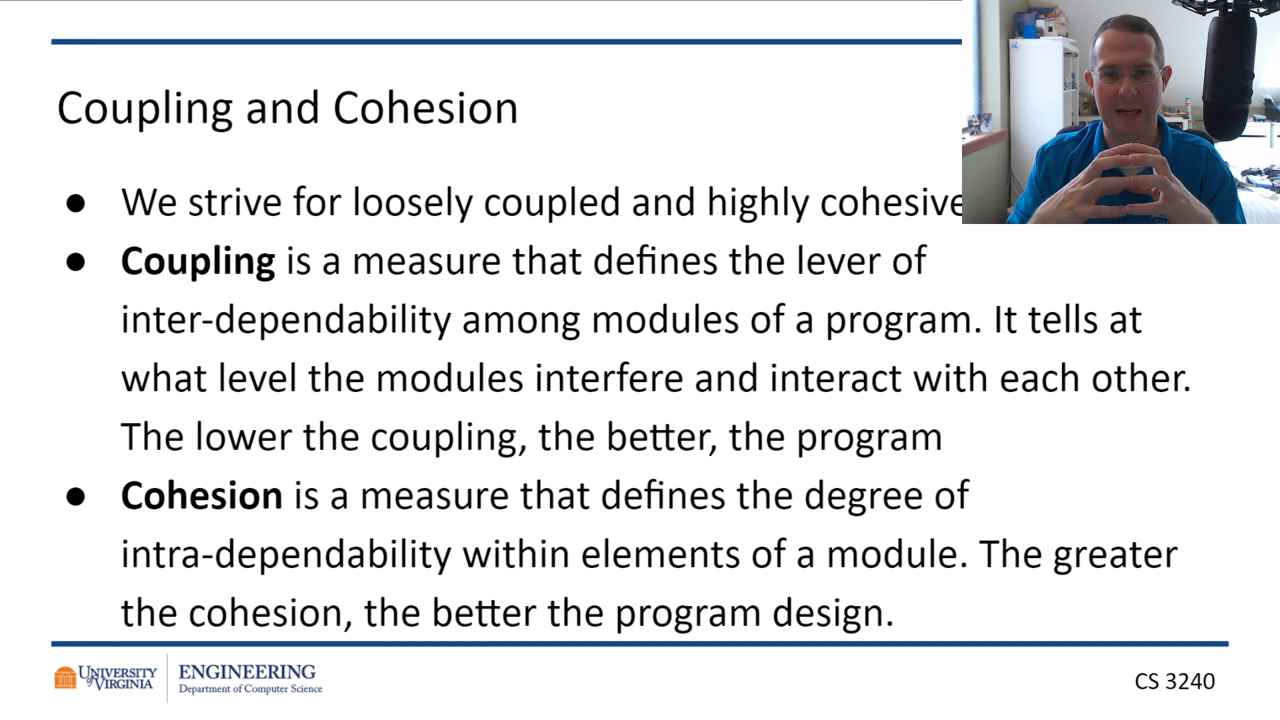 Coupling and Cohesion
● We strive for loosely coupled and highly cohesive
● Coupling is a measure that defines the lever of
inter-dependability among modules of a program. It tells at
what level the modules interfere and interact with each other.
The lower the coupling, the better, the program
● Cohesion is a measure that defines the degree of
intra-dependability within elements of a module. The greater
the cohesion, the better the program design.
UNIVERSITY of VIRGINIA
ENGINEERING
Department of Computer Science
CS 3240